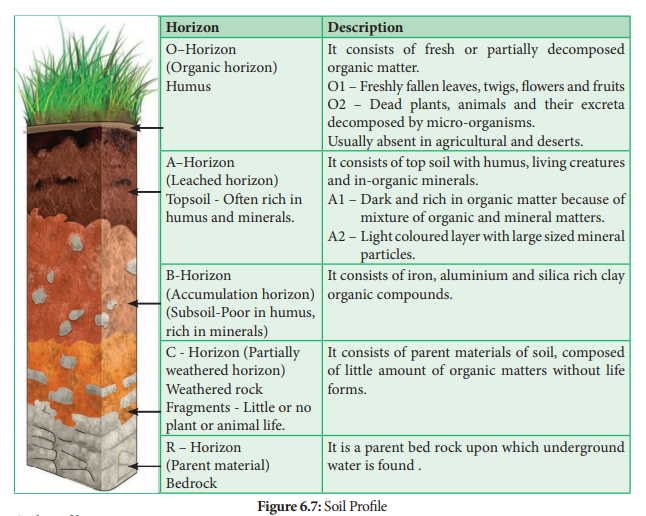 Horizon
Description
O–Horizon
(Organic horizon)
Humus
It consists of fresh or partially decomposed
organic matter.
O1 – Freshly fallen leaves, twigs, flowers and fruits
O2 – Dead plants, animals and their excreta
decomposed by micro-organisms.
Usually absent in agricultural and deserts.
A–Horizon
(Leached horizon)
Topsoil - Often rich in
humus and minerals.
It consists of top soil with humus, living creatures
and in-organic minerals.
A1 – Dark and rich in organic matter because of
mixture of organic and mineral matters.
A2 – Light coloured layer with large sized mineral
particles.
B-Horizon
(Accumulation horizon)
(Subsoil-Poor in humus,
rich in minerals)
It consists of iron, aluminium and silica rich clay
organic compounds.
C - Horizon (Partially
weathered horizon)
Weathered rock
Fragments - Little or no
plant or animal life.
It consists of parent materials of soil, composed
of little amount of organic matters without life
forms.
R – Horizon
(Parent material)
Bedrock
It is a parent bed rock upon which underground
water is found .
Figure 6.7: Soil Profile